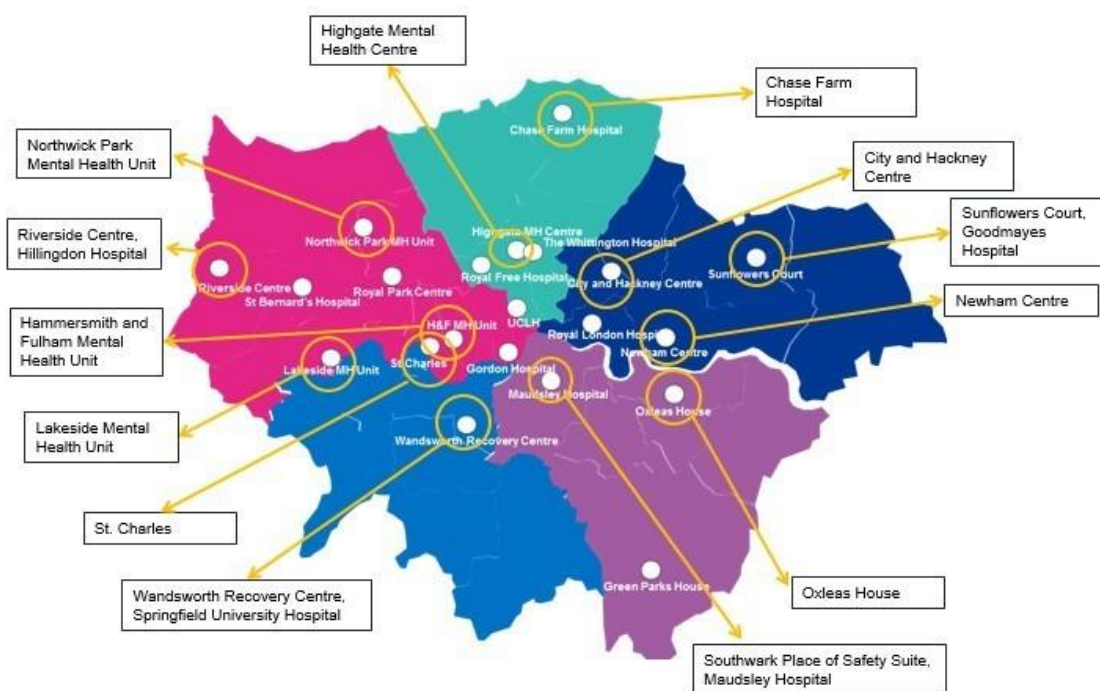 Highgate Mental
Health Centre
Chase Farm
Hospital
Chase Farm Hospital
Northwick Park
Mental Health Unit
City and Hackney
Centre
Sunflowers Court,
Goodmayes
Hospital
Riverside Centre,
Hillingdon Hospital
Northwick Park MH Unit
Highgate MH Centre
The Whittington Hospital
Royal Free Hospital
City and Hackney Centre
Sunflowers Court
Riverside Centre
Royal Park Centre
St Bernard's Hospital
Newham Centre
Hammersmith and
Fulham Mental
Health Unit
H&F MH Unit
UCLH
Royal London Hospital
Newham Centre
St Charles
Gordon Hospital
Lakeside MH Unit
Maudsley Hospital
Oxleas House
Lakeside Mental
Health Unit
Wandsworth Recovery Centre
St. Charles
Green Parks House
Wandsworth Recovery Centre,
Springfield University Hospital
Oxleas House
Southwark Place of Safety Suite,
Maudsley Hospital